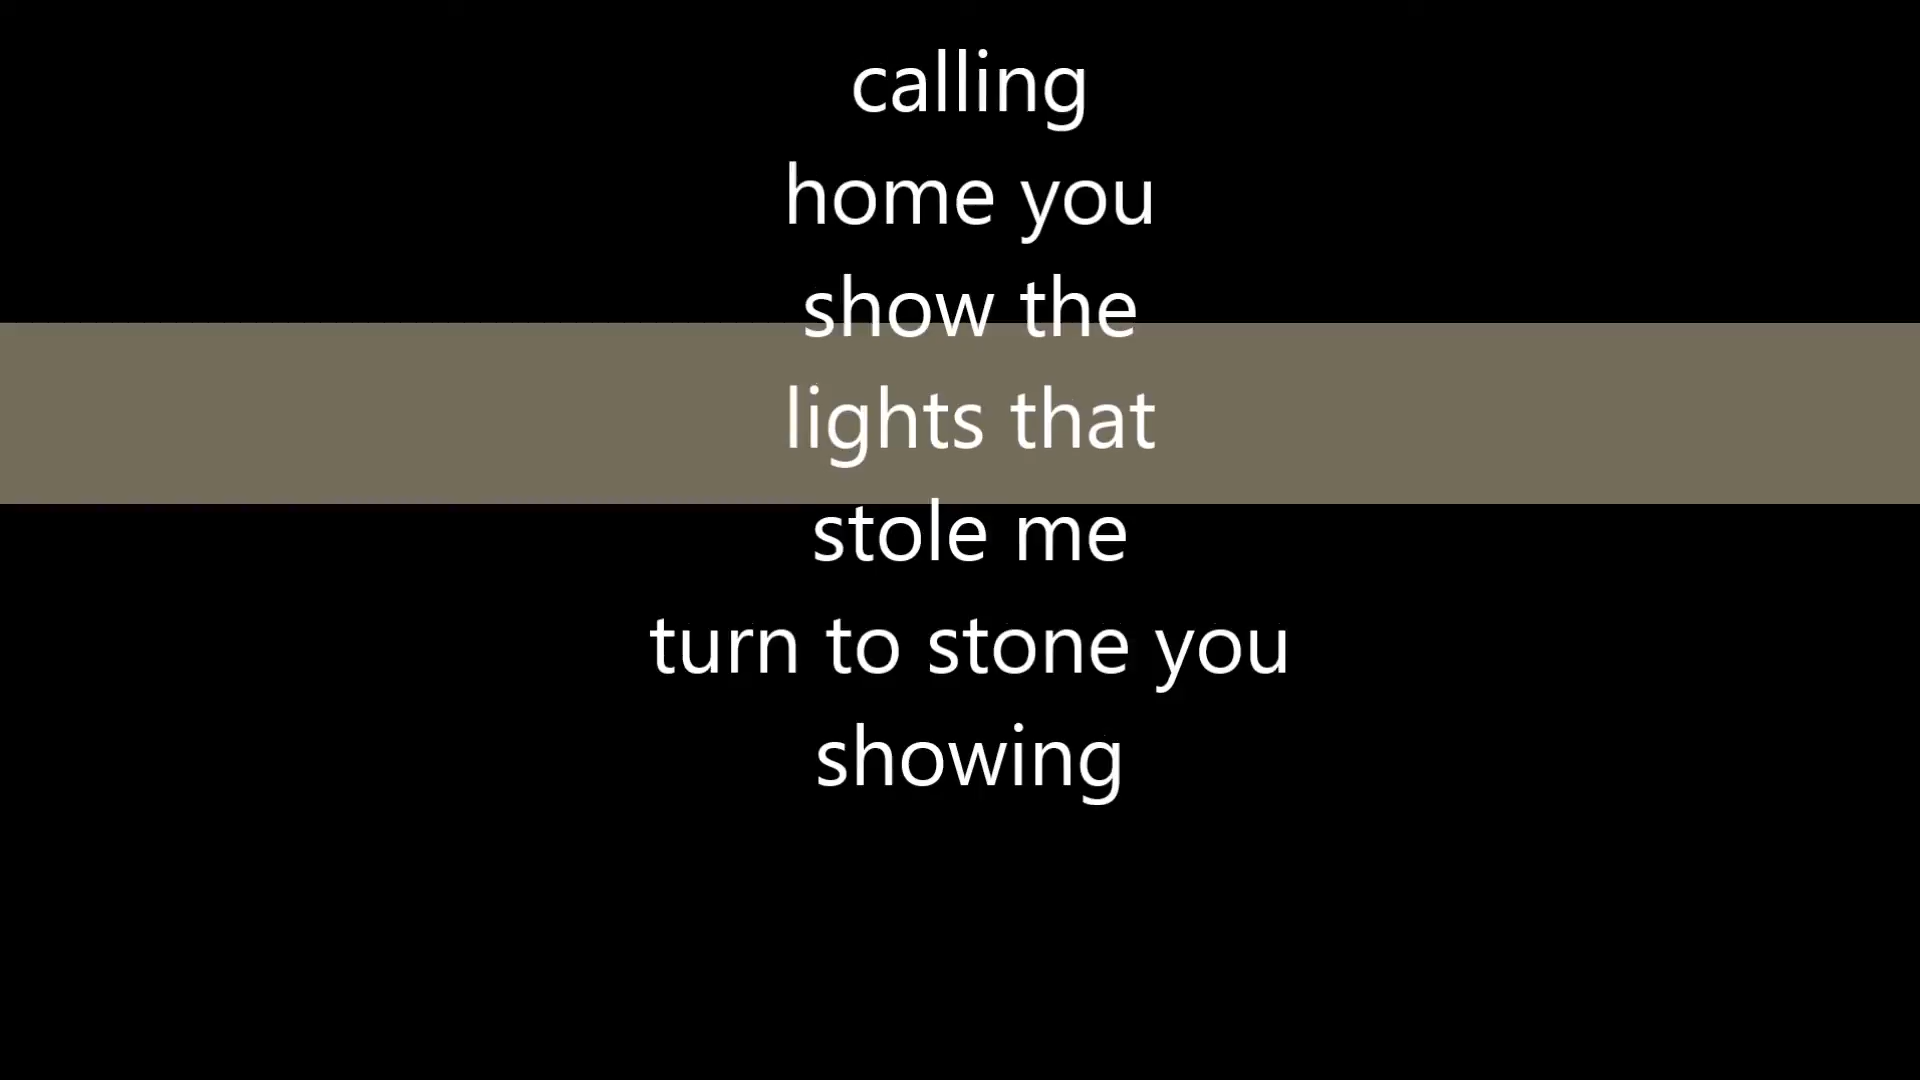 calling
home you
show the
lights that
stole me
turn to stone you
showing